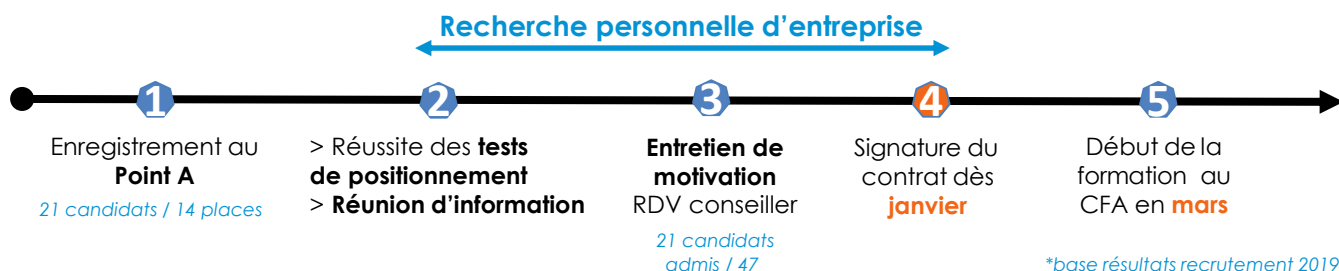 Recherche personnelle d'entreprise
1
2
3
4
5
Enregistrement au
Point A
21 candidats / 14 places
> Réussite des tests
de positionnement
> Réunion d'information
Entretien de
motivation
RDV conseiller
21 candidats
admis / 47
Signature du
contrat dès
janvier
Début de la
formation au
CFA en mars
*base résultats recrutement 2019